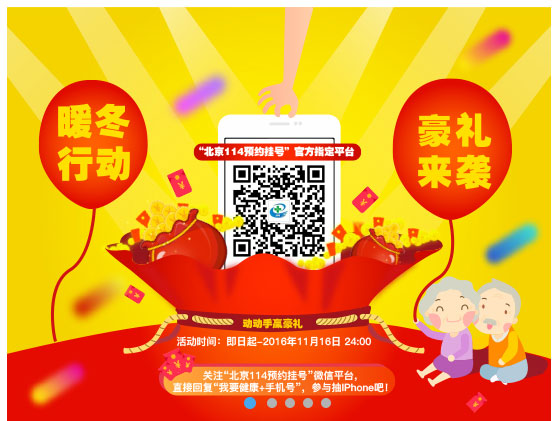 暖冬
行动
豪礼
来袭
“北京114预约挂号”官方指定平台
动动手赢豪礼
活动时间：即日起-2016年11月16日 24:00
关注“北京114预约挂号”微信平台，
直接回复“我要健康+手机号”，参与抽IPhone吧！